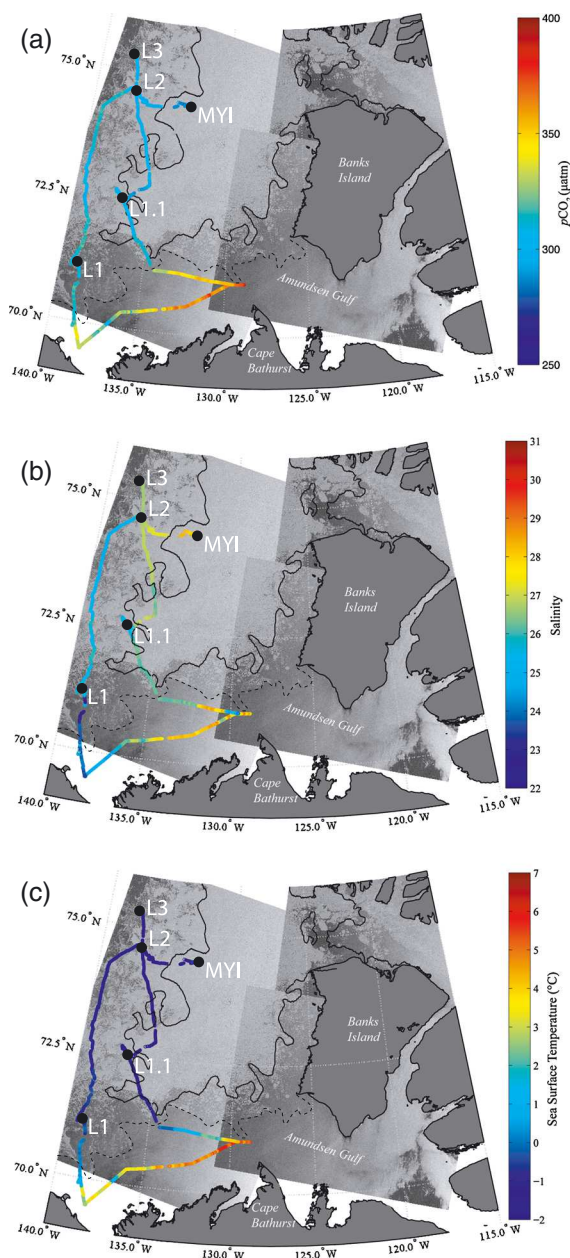 (a)
L3
75.0°N
L2
MYI
Banks
Island
72.5°N
L1.1
L1
Amundsen Gulf
70.0°N
Cape
Bathurst
140.0°W
135.0°W
130.0°W
125.0°W
120.0°W
115.0°W
400
350
300
250
pCO₂ (µatm)
(b)
L3
75.0°N
L2
MYI
Banks
Island
72.5°N
L1.1
L1
Amundsen Gulf
70.0°N
Cape
Bathurst
140.0°W
135.0°W
130.0°W
125.0°W
120.0°W
115.0°W
31
30
29
28
27
26
25
24
23
22
Salinity
(c)
L3
75.0°N
L2
MYI
Banks
Island
72.5°N
L1.1
L1
Amundsen Gulf
70.0°N
Cape
Bathurst
140.0°W
135.0°W
130.0°W
125.0°W
120.0°W
115.0°W
7
6
5
4
3
2
1
0
−1
−2
Sea Surface Temperature (°C)